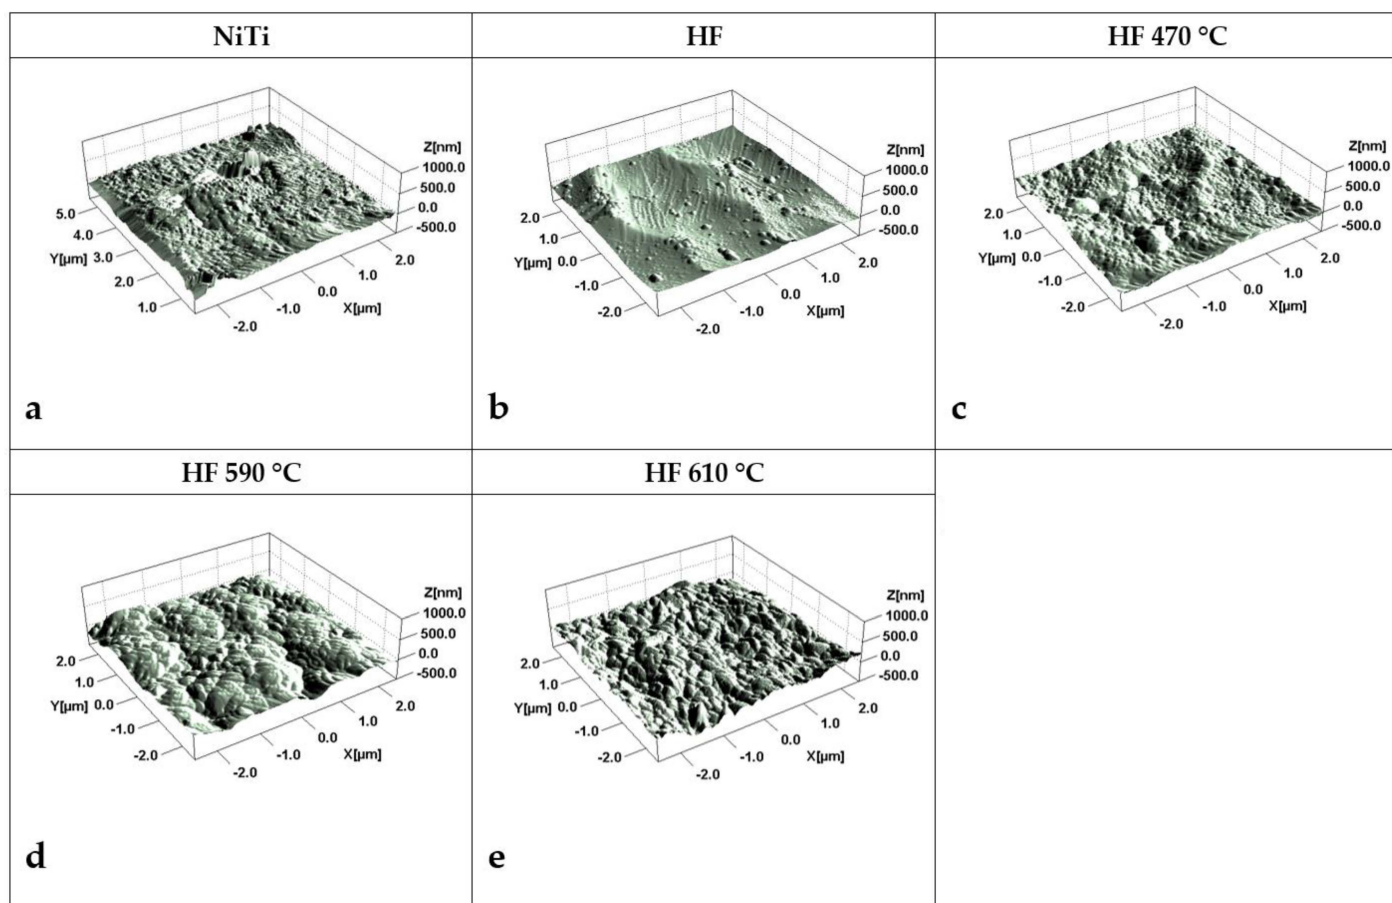 NiTi
HF
HF 470 °C
Z[nm]
1000.0
500.0
0.0
-500.0
5.0
4.0
Y[µm] 3.0
2.0
1.0
-2.0
-1.0
0.0
X[µm]
1.0
2.0
a
Z[nm]
1000.0
500.0
0.0
-500.0
2.0
1.0
Y[µm] 0.0
-1.0
-2.0
-2.0
-1.0
0.0
X[µm]
1.0
2.0
b
Z[nm]
1000.0
500.0
0.0
-500.0
2.0
1.0
Y[µm] 0.0
-1.0
-2.0
-2.0
-1.0
0.0
X[µm]
1.0
2.0
c
HF 590 °C
HF 610 °C
Z[nm]
1000.0
500.0
0.0
-500.0
2.0
1.0
Y[µm] 0.0
-1.0
-2.0
-2.0
-1.0
0.0
X[µm]
1.0
2.0
d
Z[nm]
1000.0
500.0
0.0
-500.0
2.0
1.0
Y[µm] 0.0
-1.0
-2.0
-2.0
-1.0
0.0
X[µm]
1.0
2.0
e